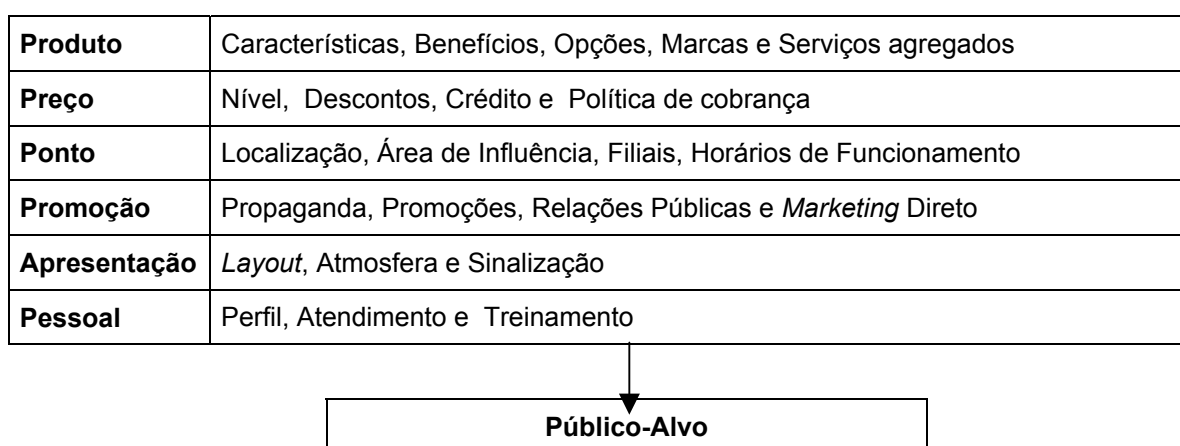 Produto Características, Benefícios, Opções, Marcas e Serviços agregados
Preço Nível, Descontos, Crédito e Política de cobrança
Ponto Localização, Área de Influência, Filiais, Horários de Funcionamento
Promoção Propaganda, Promoções, Relações Públicas e Marketing Direto
Apresentação Layout, Atmosfera e Sinalização
Pessoal Perfil, Atendimento e Treinamento
Público-Alvo